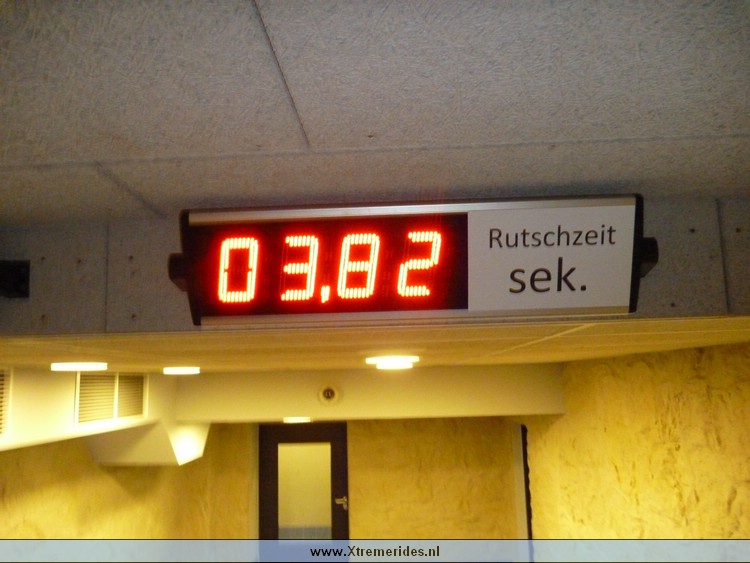 03,82
Rutschzeit
sek.
www.Xtremerides.nl